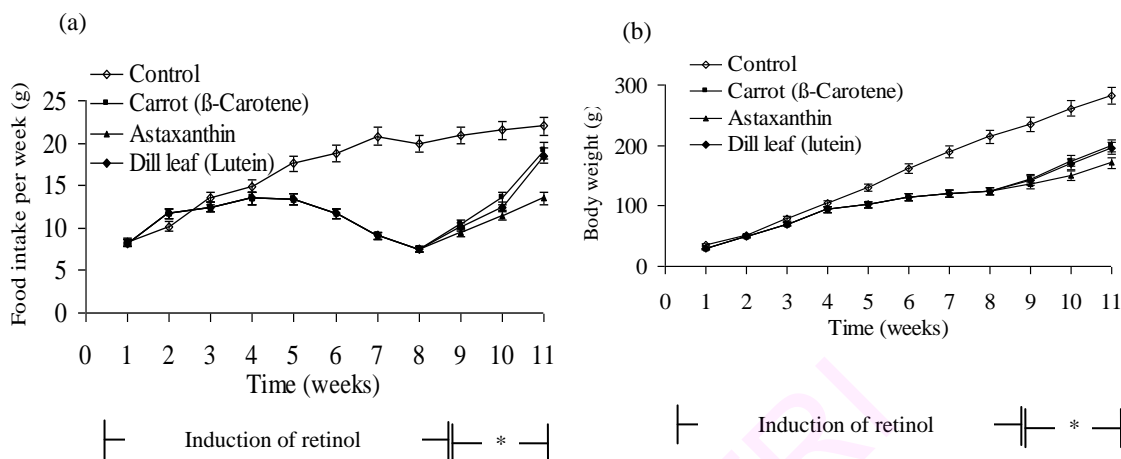 (a)
Control
Carrot (ß-Carotene)
Astaxanthin
Dill leaf (Lutein)
Food intake per week (g)
25
20
15
10
5
0
0 1 2 3 4 5 6 7 8 9 10 11
Time (weeks)
Induction of retinol *
(b)
Control
Carrot (ß-Carotene)
Astaxanthin
Dill leaf (lutein)
Body weight (g)
300
200
100
0
0 1 2 3 4 5 6 7 8 9 10 11
Time (weeks)
Induction of retinol *